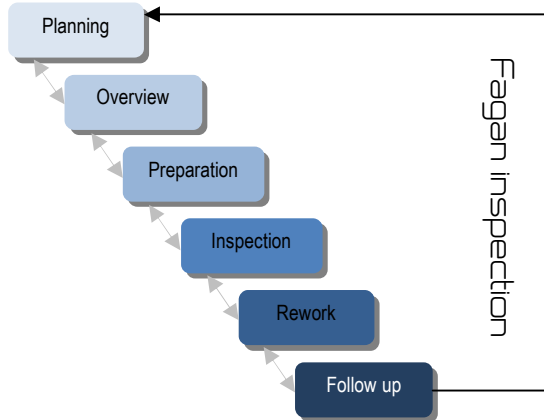 Planning
Overview
Preparation
Inspection
Rework
Follow up
Fagan inspection